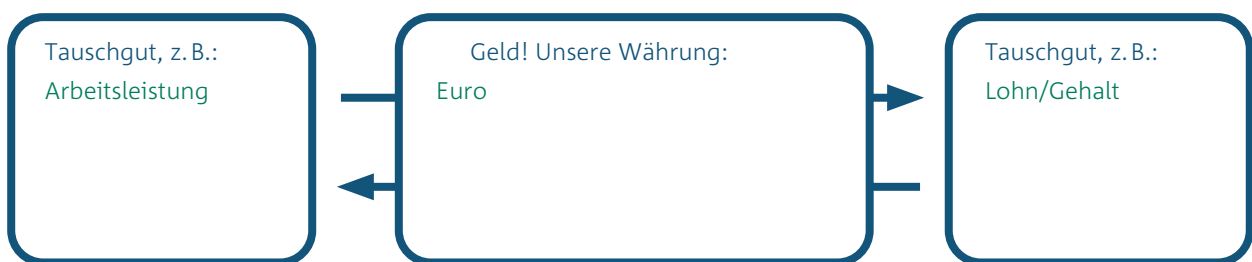 Tauschgut, z. B.:
Arbeitsleistung
Geld! Unsere Währung:
Euro
Tauschgut, z. B.:
Lohn/Gehalt